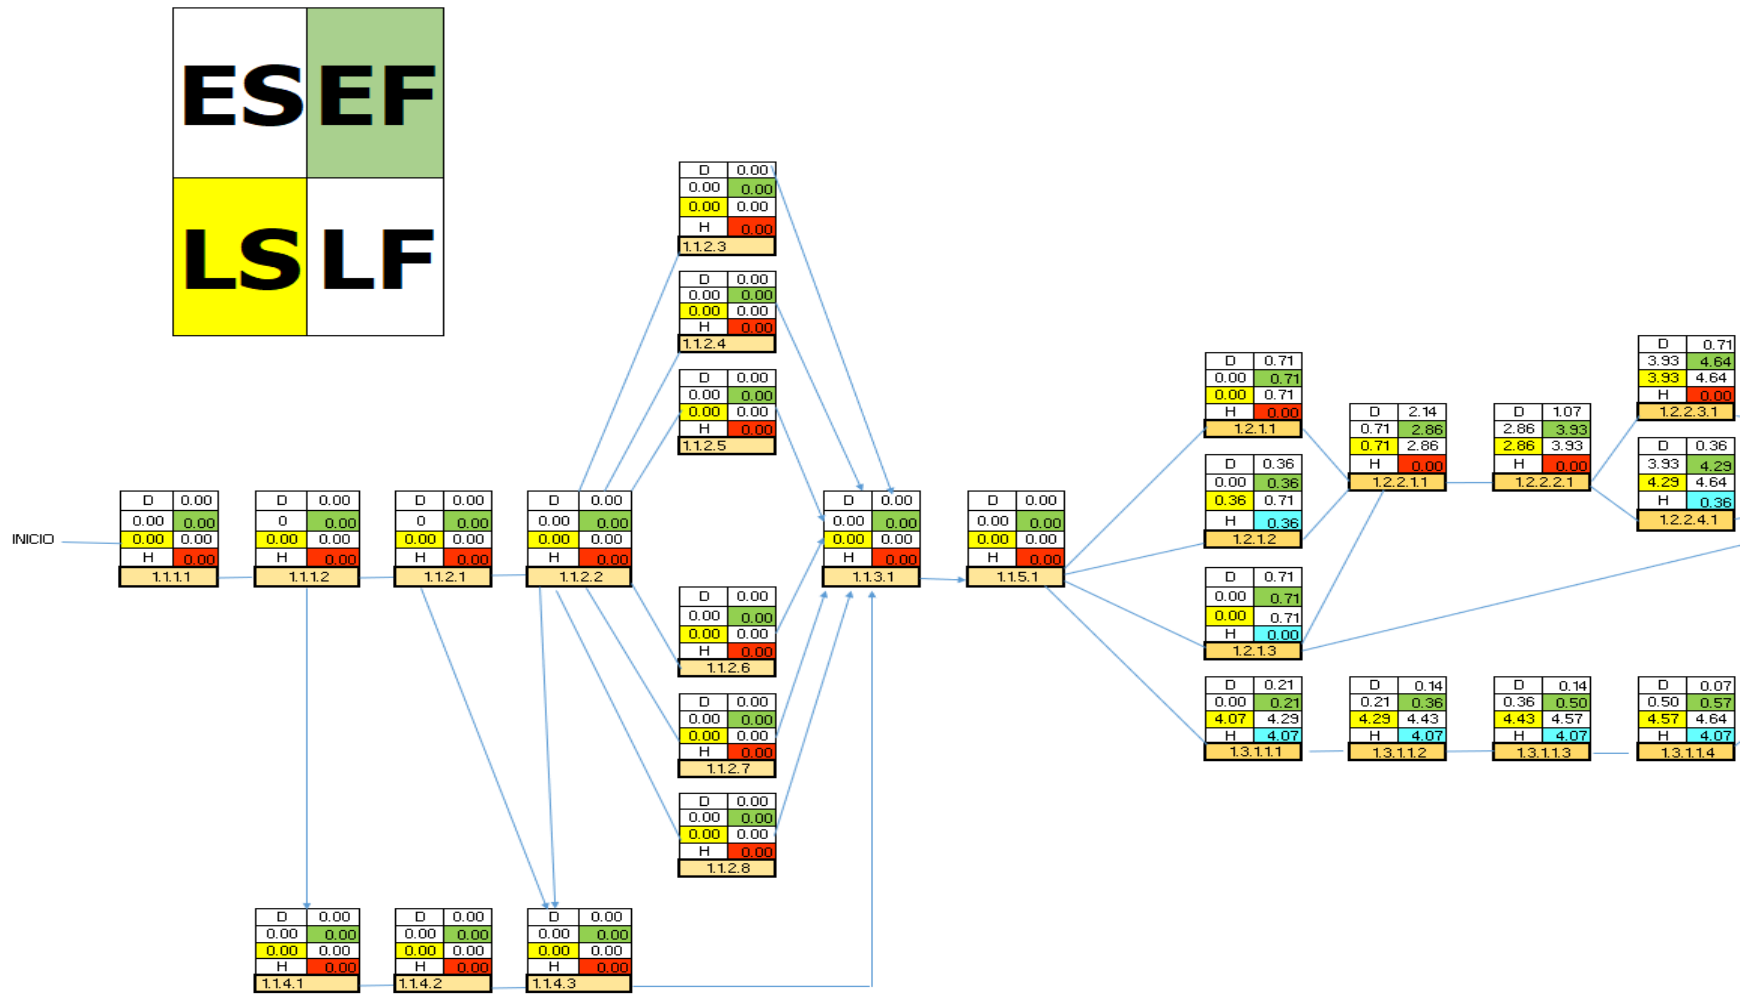 ES EF
LS LF
INICIO
D 0.00
0.00 0.00
0.00 0.00
H 0.00
1.1.1.1
D 0.00
0 0.00
0.00 0.00
H 0.00
1.1.1.2
D 0.00
0 0.00
0.00 0.00
H 0.00
1.1.2.1
D 0.00
0.00 0.00
0.00 0.00
H 0.00
1.1.2.2
D 0.00
0.00 0.00
0.00 0.00
H 0.00
1.1.2.3
D 0.00
0.00 0.00
0.00 0.00
H 0.00
1.1.2.4
D 0.00
0.00 0.00
0.00 0.00
H 0.00
1.1.2.5
D 0.00
0.00 0.00
0.00 0.00
H 0.00
1.1.2.6
D 0.00
0.00 0.00
0.00 0.00
H 0.00
1.1.2.7
D 0.00
0.00 0.00
0.00 0.00
H 0.00
1.1.2.8
D 0.00
0.00 0.00
0.00 0.00
H 0.00
1.1.4.1
D 0.00
0.00 0.00
0.00 0.00
H 0.00
1.1.4.2
D 0.00
0.00 0.00
0.00 0.00
H 0.00
1.1.4.3
D 0.00
0.00 0.00
0.00 0.00
H 0.00
1.1.3.1
D 0.00
0.00 0.00
0.00 0.00
H 0.00
1.1.5.1
D 0.71
0.00 0.71
0.00 0.71
H 0.00
1.2.1.1
D 0.36
0.00 0.36
0.36 0.71
H 0.36
1.2.1.2
D 0.71
0.00 0.71
0.00 0.71
H 0.00
1.2.1.3
D 0.21
0.00 0.21
4.07 4.29
H 4.07
1.3.1.1.1
D 2.14
0.71 2.86
0.71 2.86
H 0.00
1.2.2.1.1
D 1.07
2.86 3.93
2.86 3.93
H 0.00
1.2.2.2.1
D 0.71
3.93 4.64
3.93 4.64
H 0.00
1.2.2.3.1
D 0.36
3.93 4.29
4.29 4.64
H 0.36
1.2.2.4.1
D 0.14
0.21 0.36
4.29 4.43
H 4.07
1.3.1.1.2
D 0.14
0.36 0.50
4.43 4.57
H 4.07
1.3.1.1.3
D 0.07
0.50 0.57
4.57 4.64
H 4.07
1.3.1.1.4